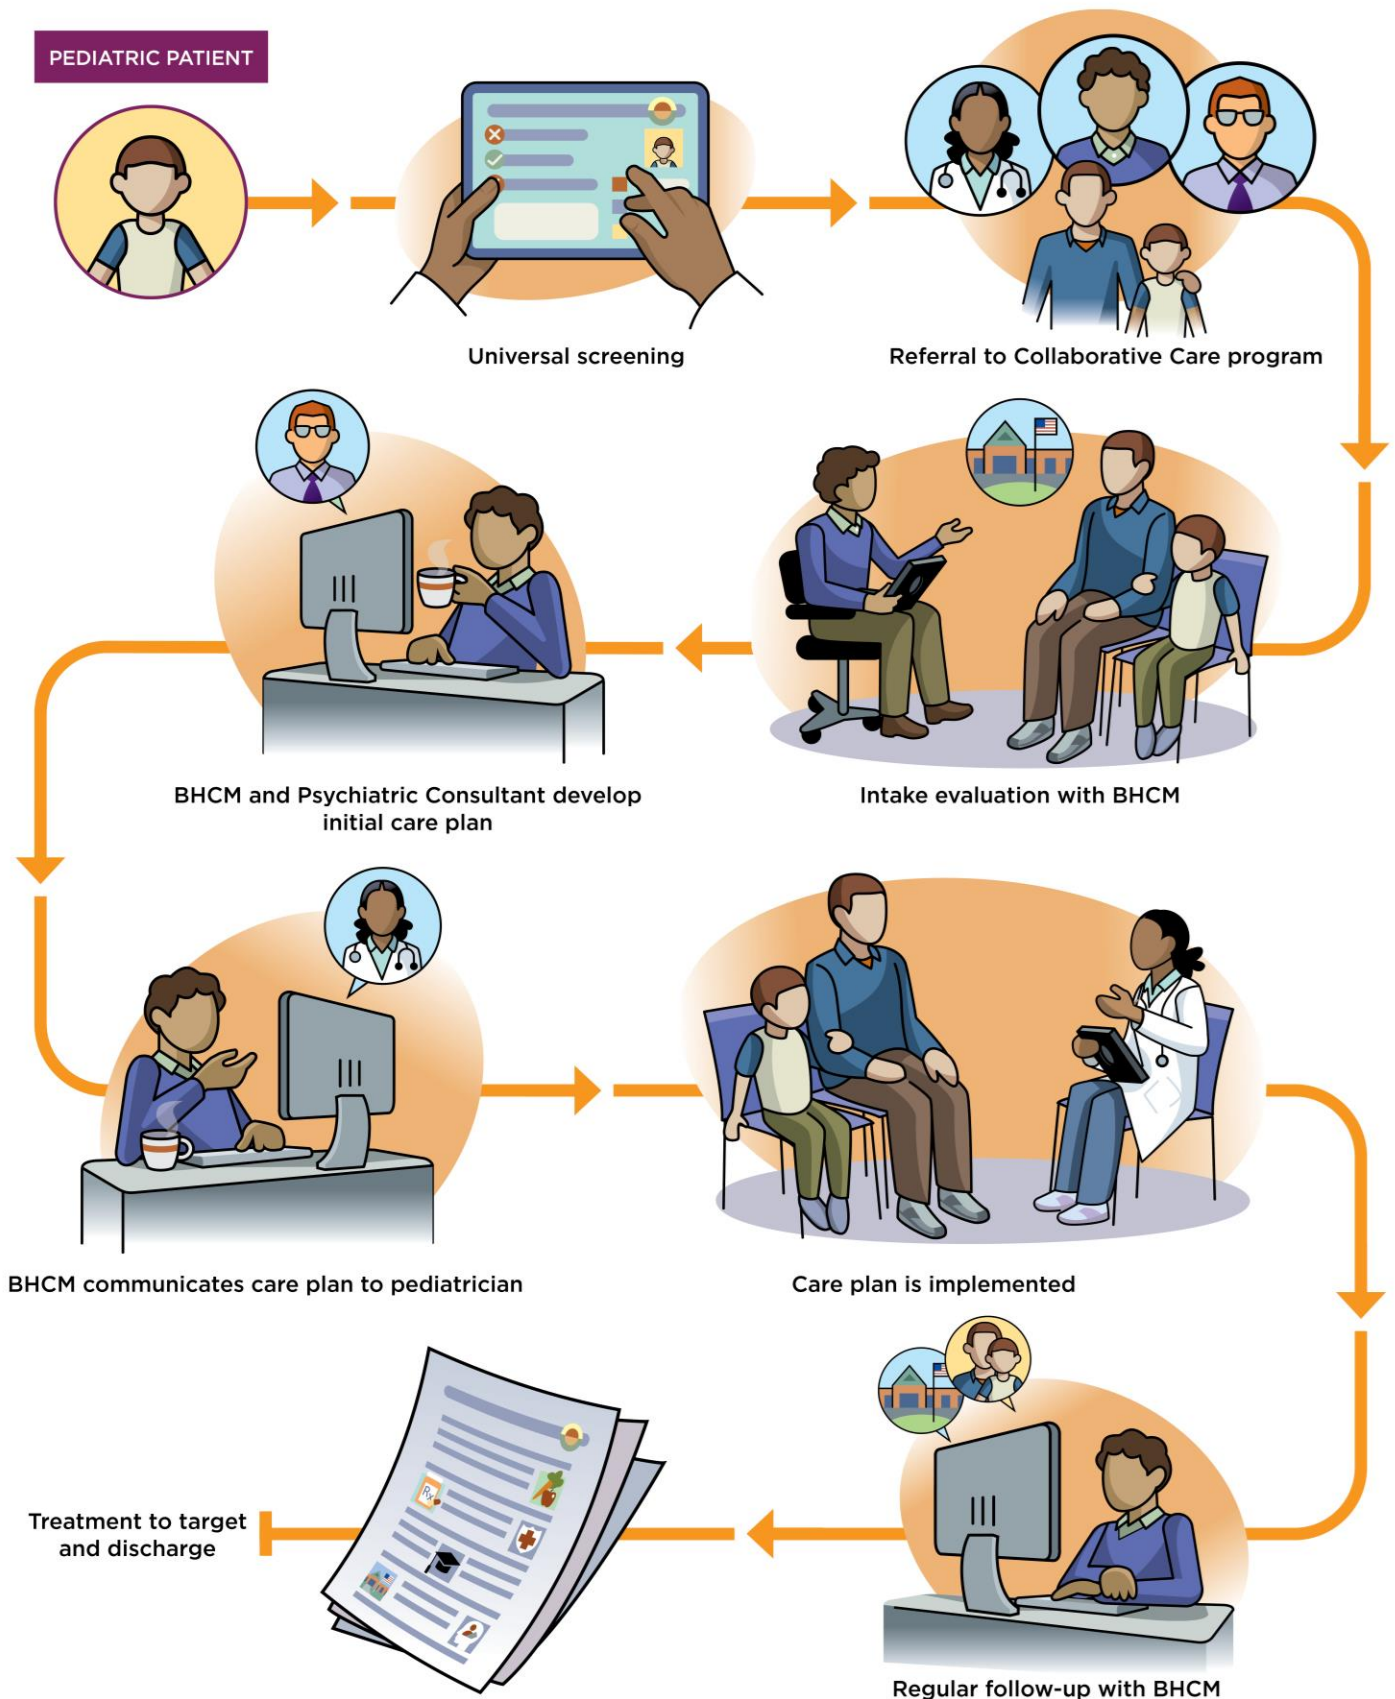 PEDIATRIC PATIENT
Universal screening
Referral to Collaborative Care program
Intake evaluation with BHCM
BHCM and Psychiatric Consultant develop
initial care plan
BHCM communicates care plan to pediatrician
Care plan is implemented
Regular follow-up with BHCM
Rx
Treatment to target
and discharge